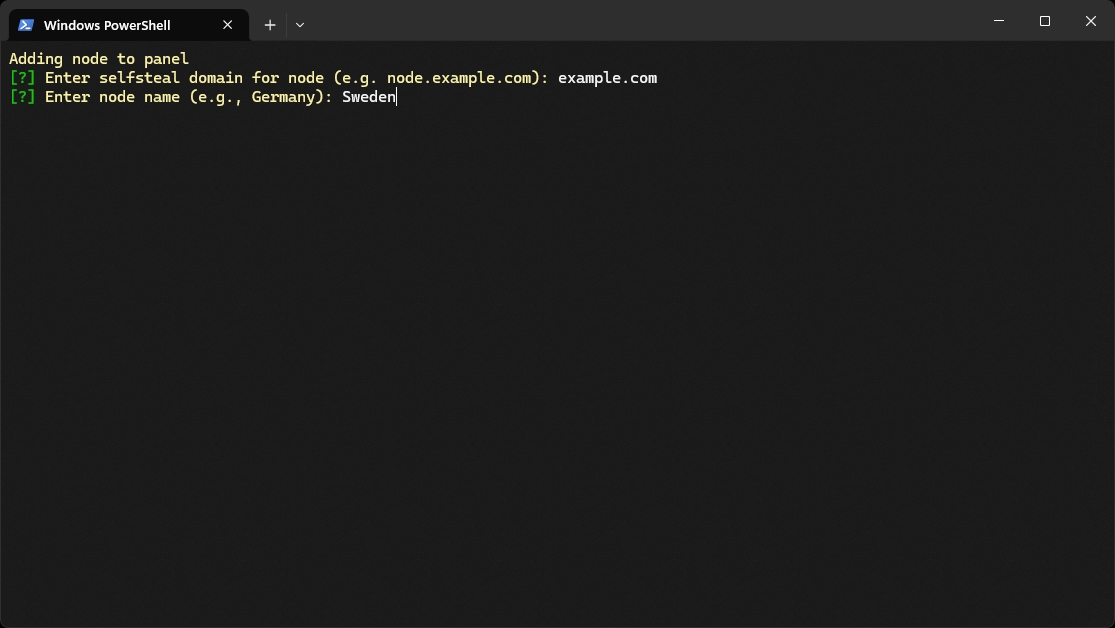 Windows PowerShell
Adding node to panel
[?] Enter selfsteal domain for node (e.g. node.example.com): example.com
[?] Enter node name (e.g., Germany): Sweden